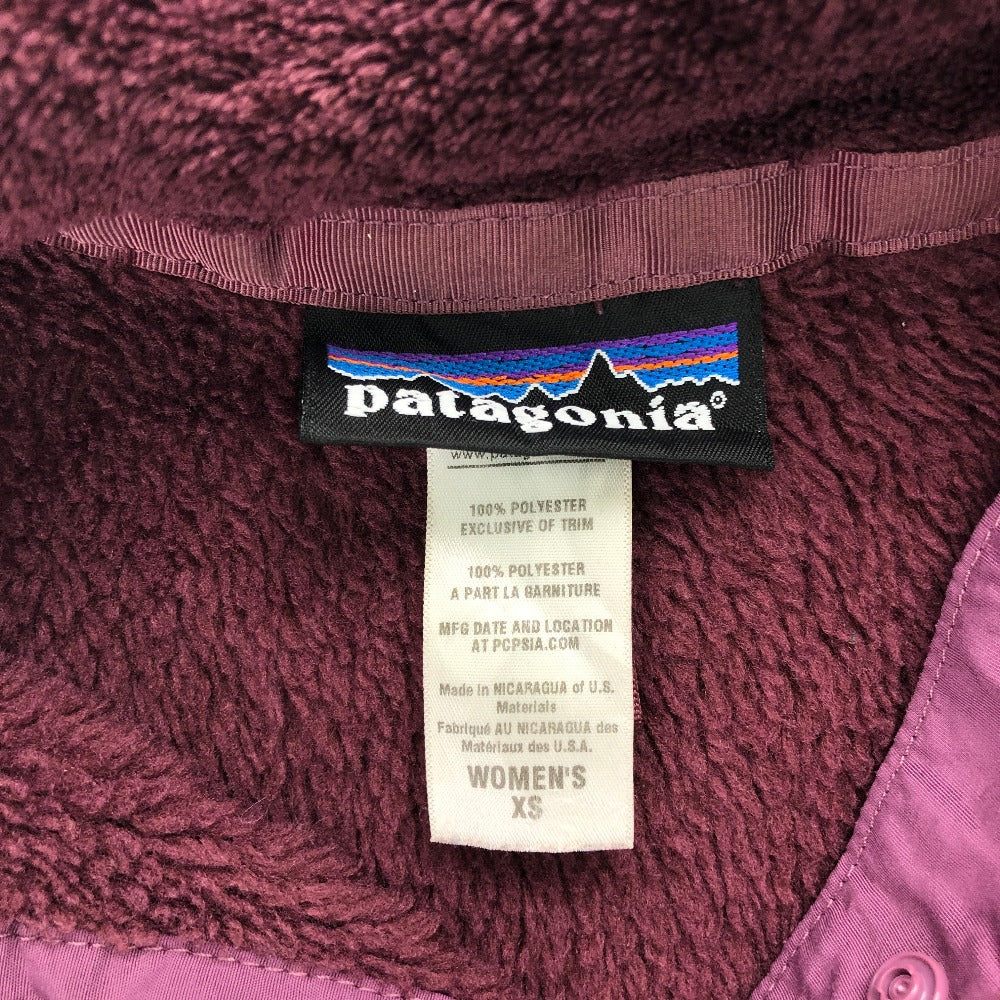 patagonia®
100% POLYESTER
EXCLUSIVE OF TRIM
100% POLYESTER
A PART LA GARNITURE
MFG DATE AND LOCATION
AT PCPSIA.COM
Made in NICARAGUA of U.S.
Materials
Fabriqué AU NICARAGUA des
Matériaux des U.S.A.
WOMEN'S
XS